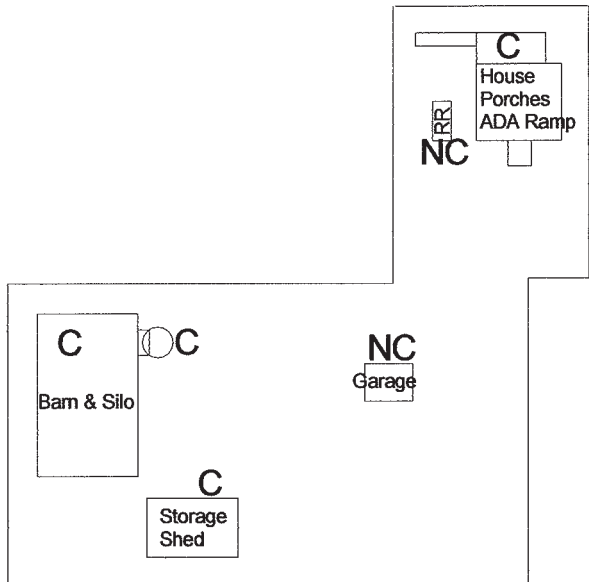 C
House
Porches
ADA Ramp
RR
NC
C
C
NC
Garage
Barn & Silo
C
Storage
Shed